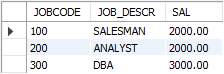 JOBCODE JOB_DESCR SAL
100 SALESMAN 2000.00
200 ANALYST 2000.00
300 DBA 3000.00